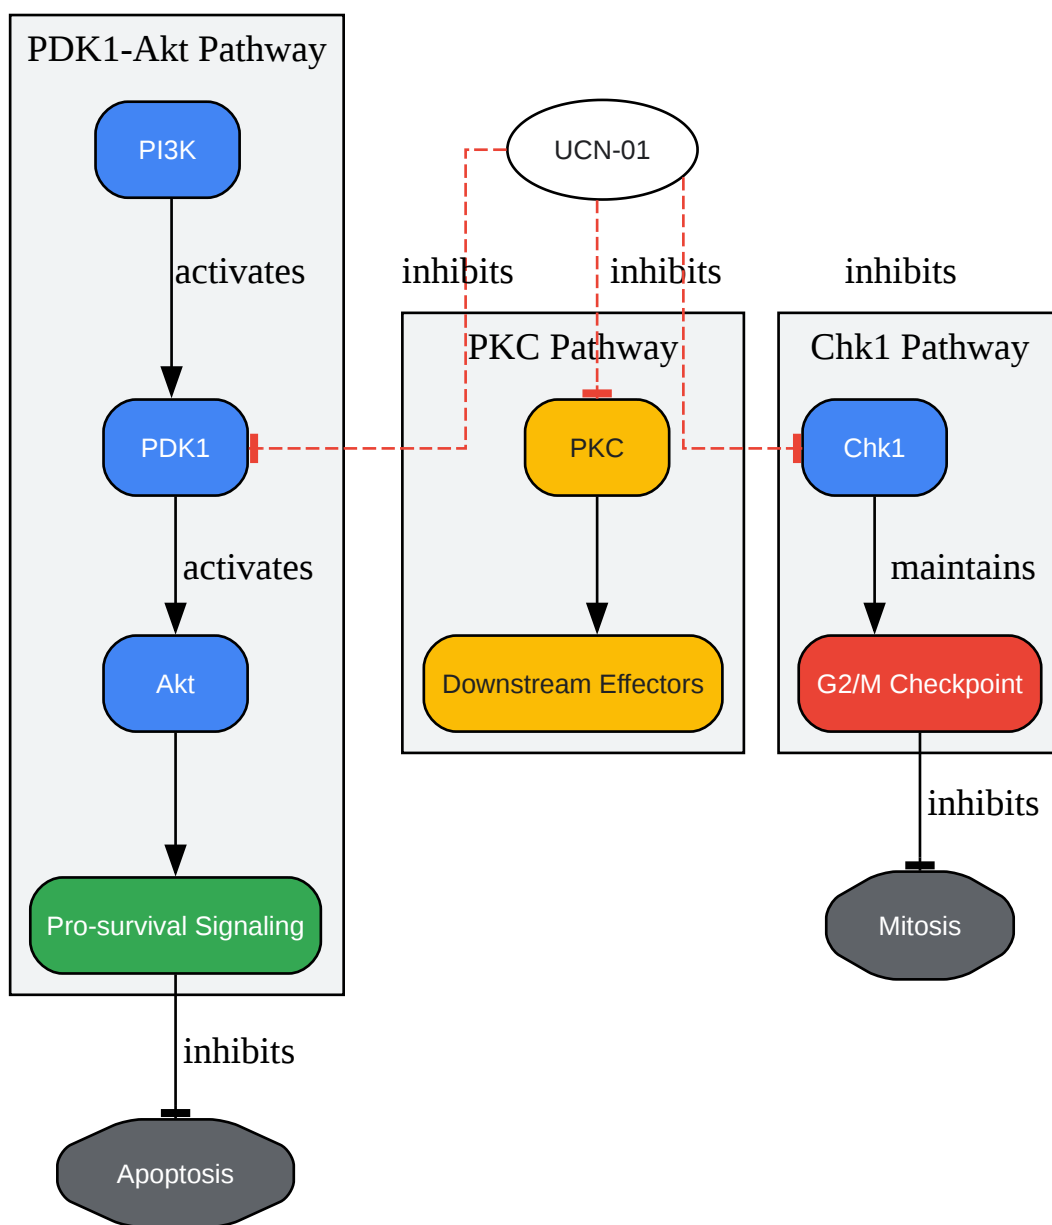 PDK1-Akt Pathway
PI3K
UCN-01
activates
inhibits
inhibits
inhibits
PKC Pathway
Chk1 Pathway
PDK1
PKC
Chk1
activates
maintains
Akt
Downstream Effectors
G2/M Checkpoint
inhibits
Pro-survival Signaling
Mitosis
inhibits
Apoptosis